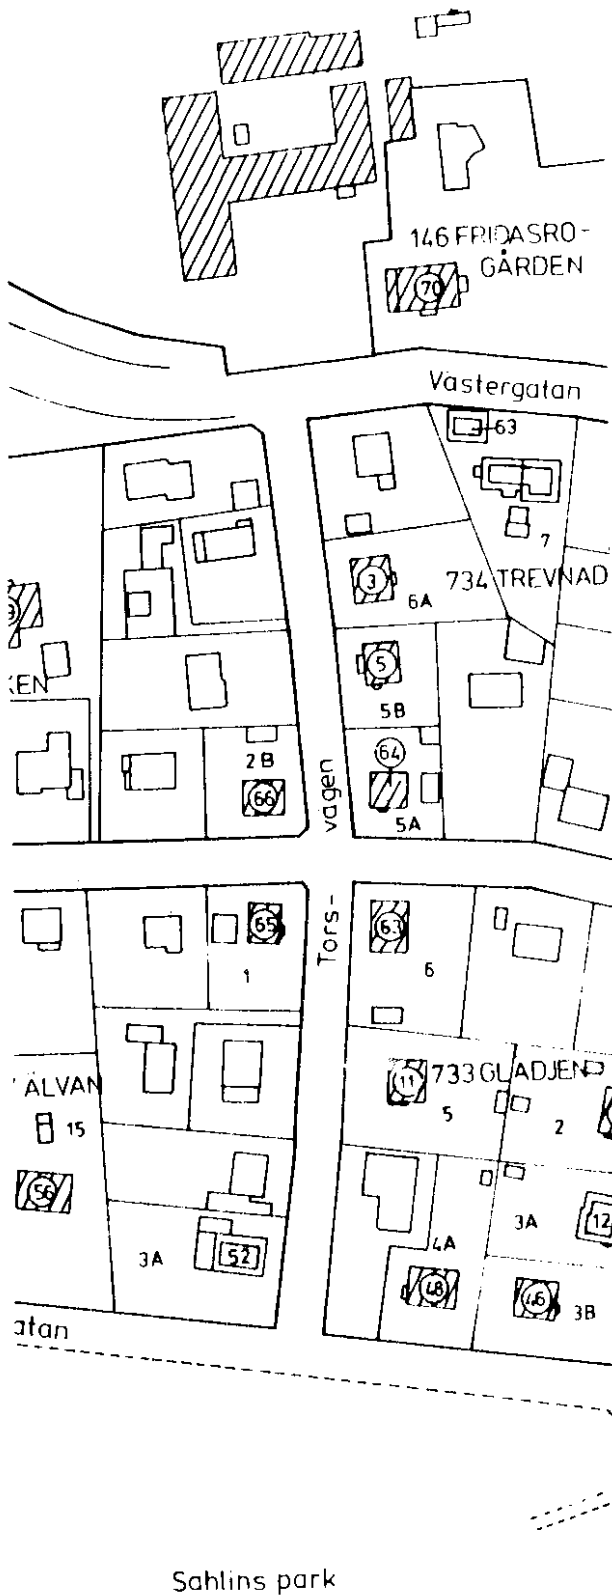 146 FRIDASRO-
GÅRDEN
70
Västergatan
63
7
3
734 TREVNAD
6A
5
KEN
5B
64
2B
66
5A
Tors-
vägen
65
63
1
6
ÄLVAN
11
733 GLÄDJEN
15
5
2
56
3A
12
3A
52
4A
48
46
3B
atan
Sahlins park